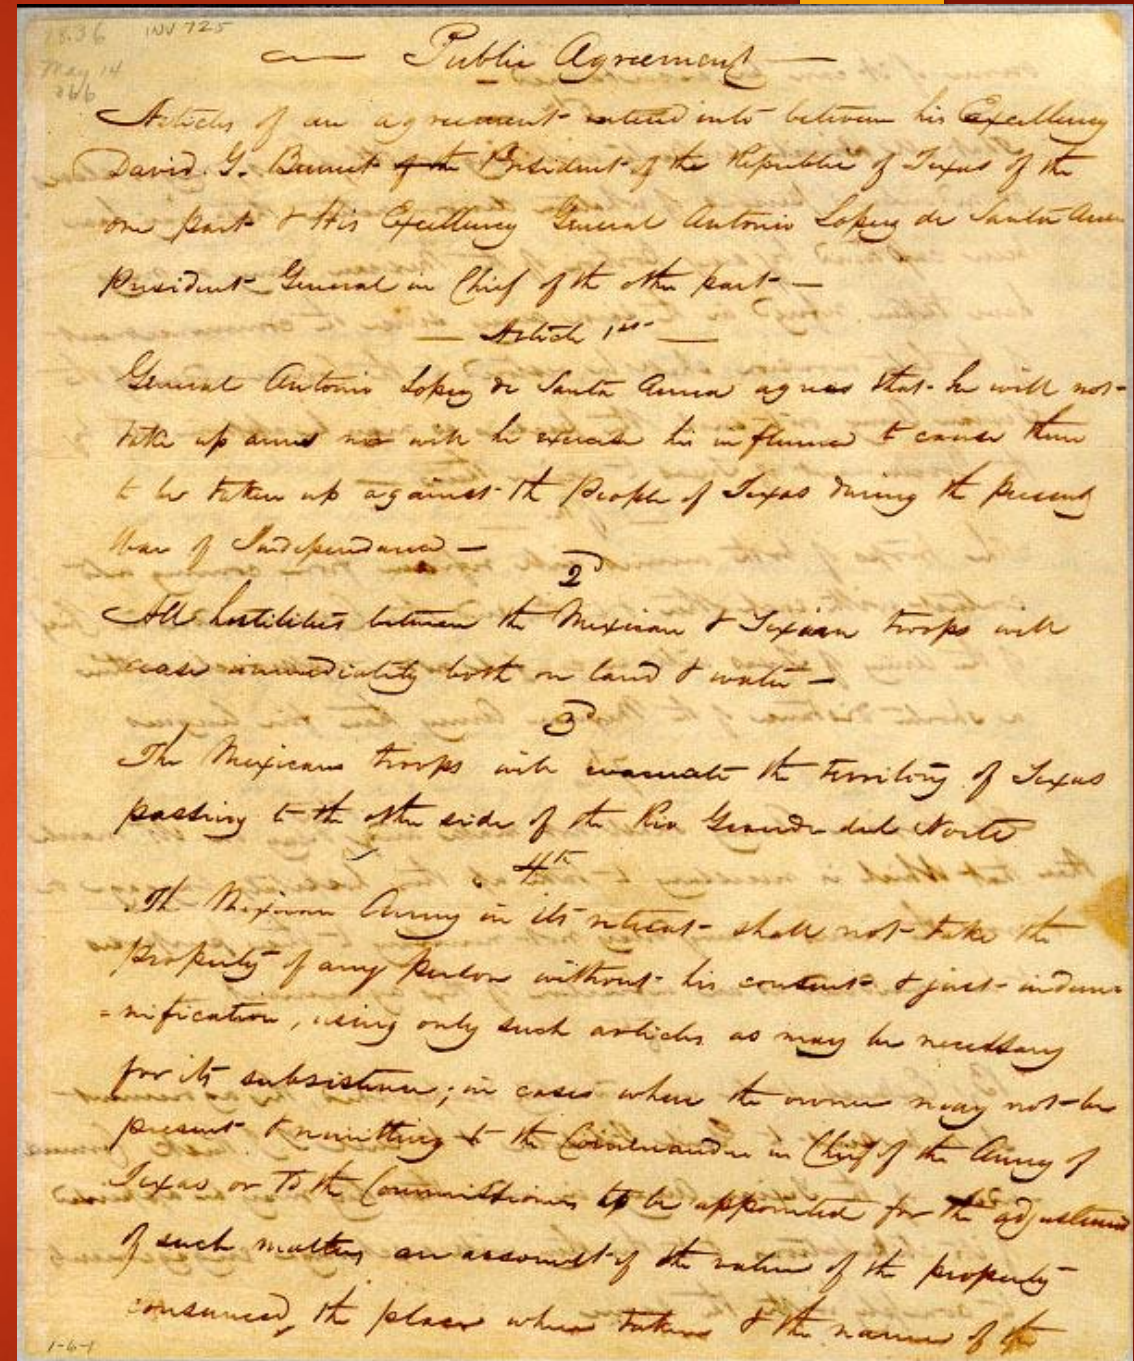 1836 INV 725
May 14
266
Public Agreement
Articles of an agreement entered into between his Excellency
David. G. Burnet of the President of the Republic of Texas of the
one part & His Excellency General Antonio Lopez de Santa Anna
President General in Chief of the other part —
— Article 1st —
General Antonio Lopez de Santa Anna agrees that he will not
take up arms nor will he exercise his influence to cause them
to be taken up against the People of Texas during the present
War of Independance —
2d
All hostilities between the Mexican & Texian troops will
cease immediately both on land & water —
3d
The Mexican troops will evacuate the territory of Texas
passing to the other side of the Rio Grande del Norte
4th
The Mexican Army in its retreat shall not take the
property of any person without his consent & just indem
=nification, using only such articles as may be necessary
for its subsistence; in cases where the owner may not be
present & remitting to the Commander in Chief of the Army of
Texas or to the Commissioners to be appointed for the adjustment
of such matters an account of the value of the property
consumed, the place where taken & the name of the
1-6-1